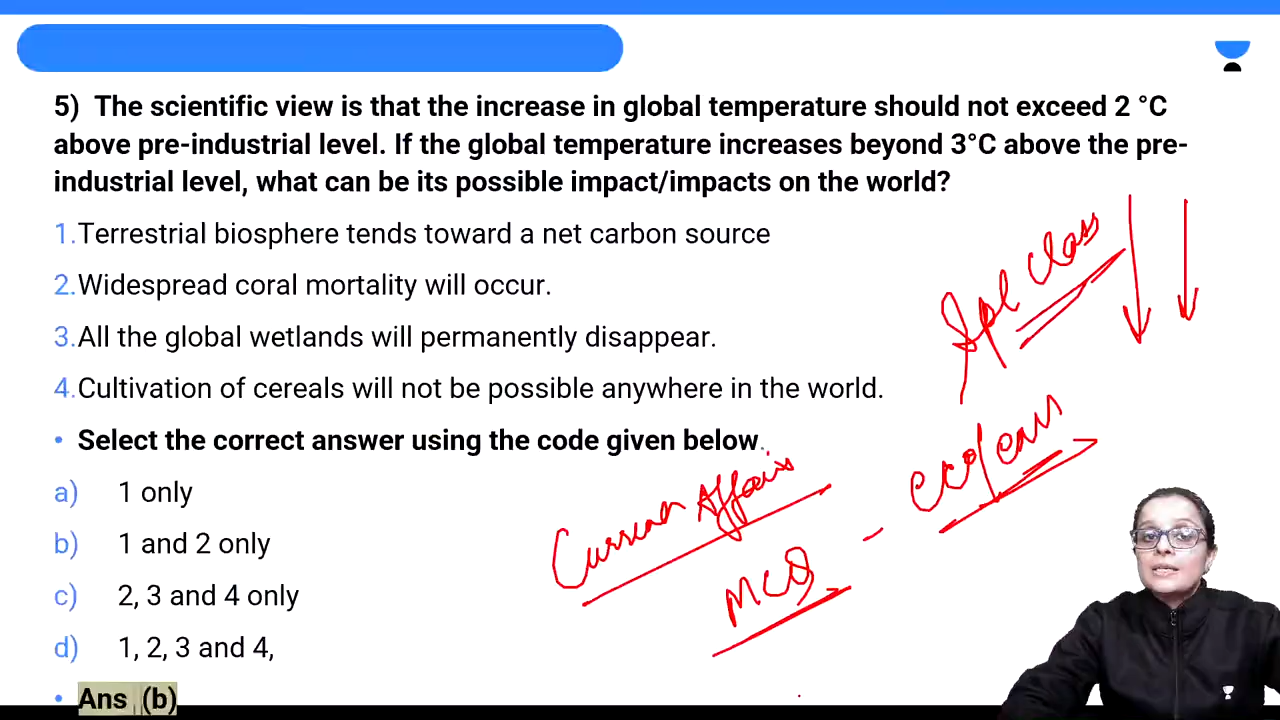 5) The scientific view is that the increase in global temperature should not exceed 2 °C
above pre-industrial level. If the global temperature increases beyond 3°C above the pre-
industrial level, what can be its possible impact/impacts on the world?
1.Terrestrial biosphere tends toward a net carbon source
2.Widespread coral mortality will occur.
3.All the global wetlands will permanently disappear.
4.Cultivation of cereals will not be possible anywhere in the world.
• Select the correct answer using the code given below.
a) 1 only
b) 1 and 2 only
c) 2, 3 and 4 only
d) 1, 2, 3 and 4,
• Ans (b)
Spl Class
Current Affairs
MCQ